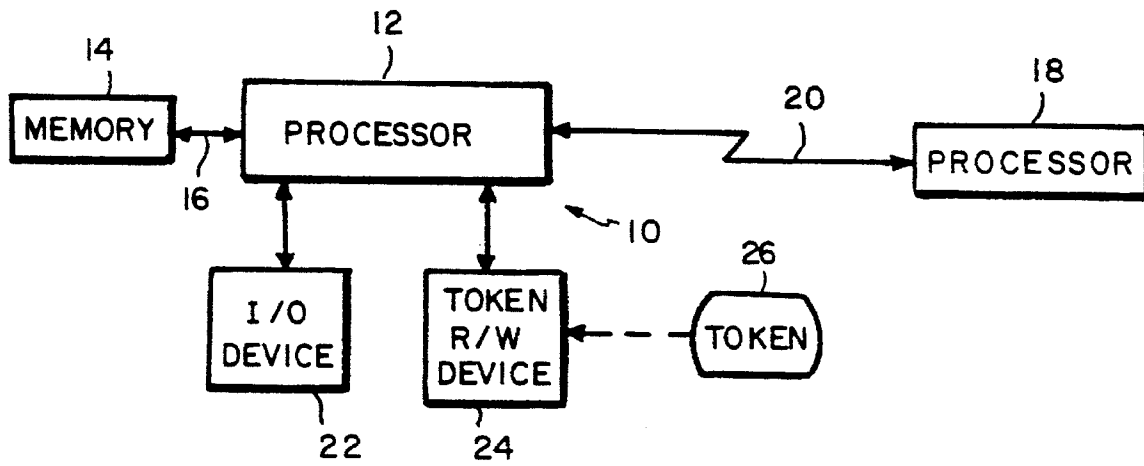 12
14
18
MEMORY
PROCESSOR
20
PROCESSOR
16
10
26
I/O
DEVICE
TOKEN
R/W
DEVICE
TOKEN
22
24